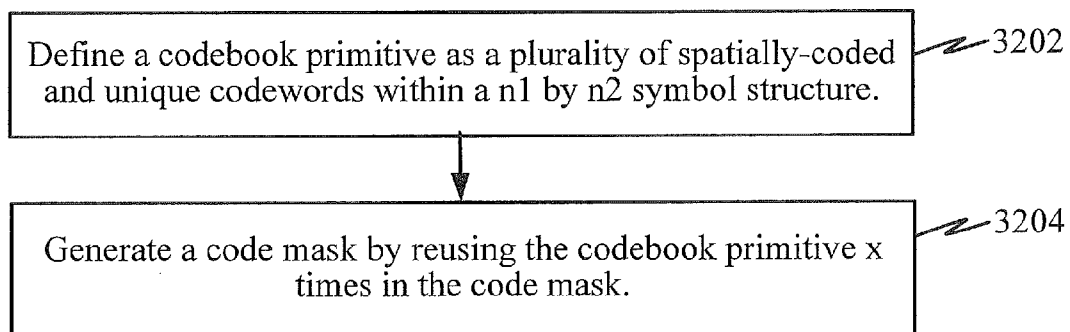 Define a codebook primitive as a plurality of spatially-coded
and unique codewords within a n1 by n2 symbol structure.
3202
Generate a code mask by reusing the codebook primitive x
times in the code mask.
3204